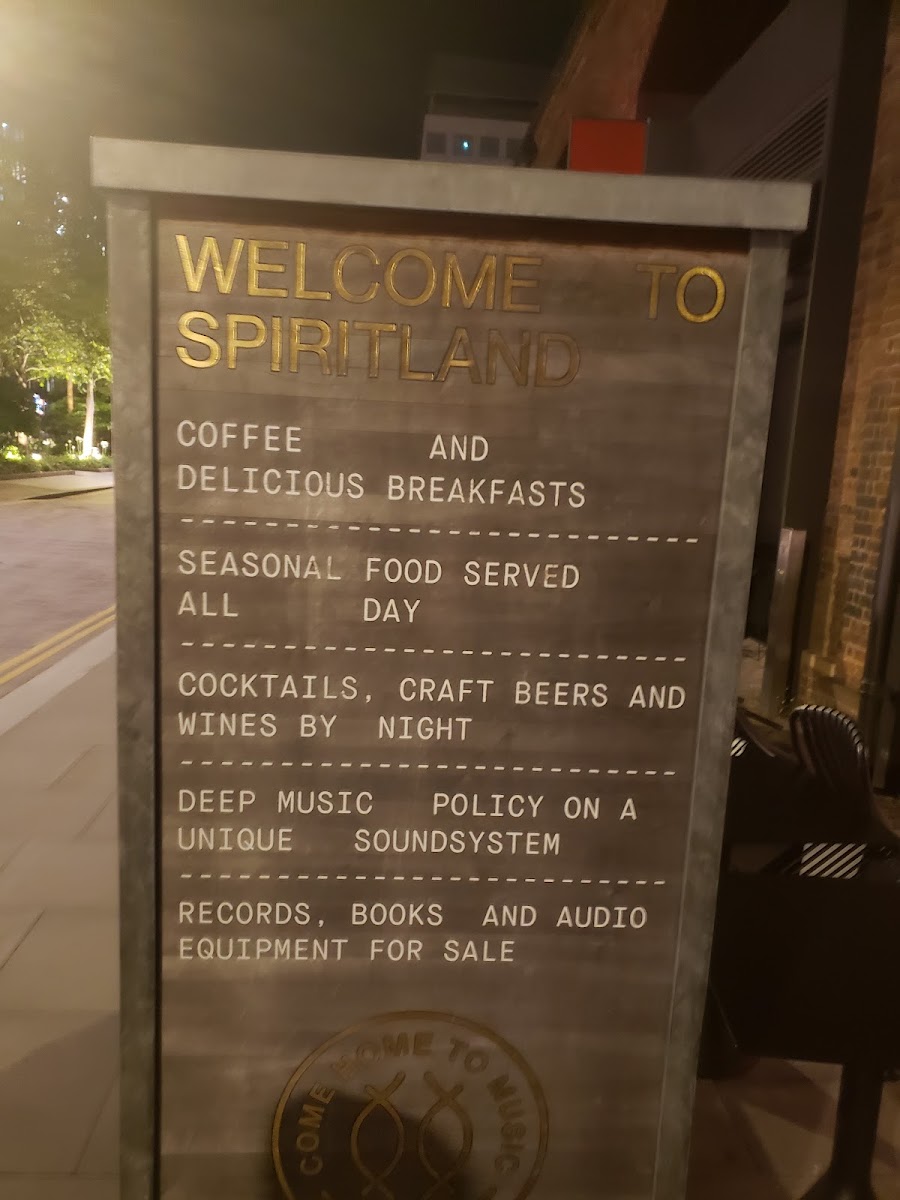 WELCOME TO
SPIRITLAND
COFFEE AND
DELICIOUS BREAKFASTS
SEASONAL FOOD SERVED
ALL DAY
COCKTAILS, CRAFT BEERS AND
WINES BY NIGHT
DEEP MUSIC POLICY ON A
UNIQUE SOUNDSYSTEM
RECORDS, BOOKS AND AUDIO
EQUIPMENT FOR SALE
COME HOME TO MUSIC